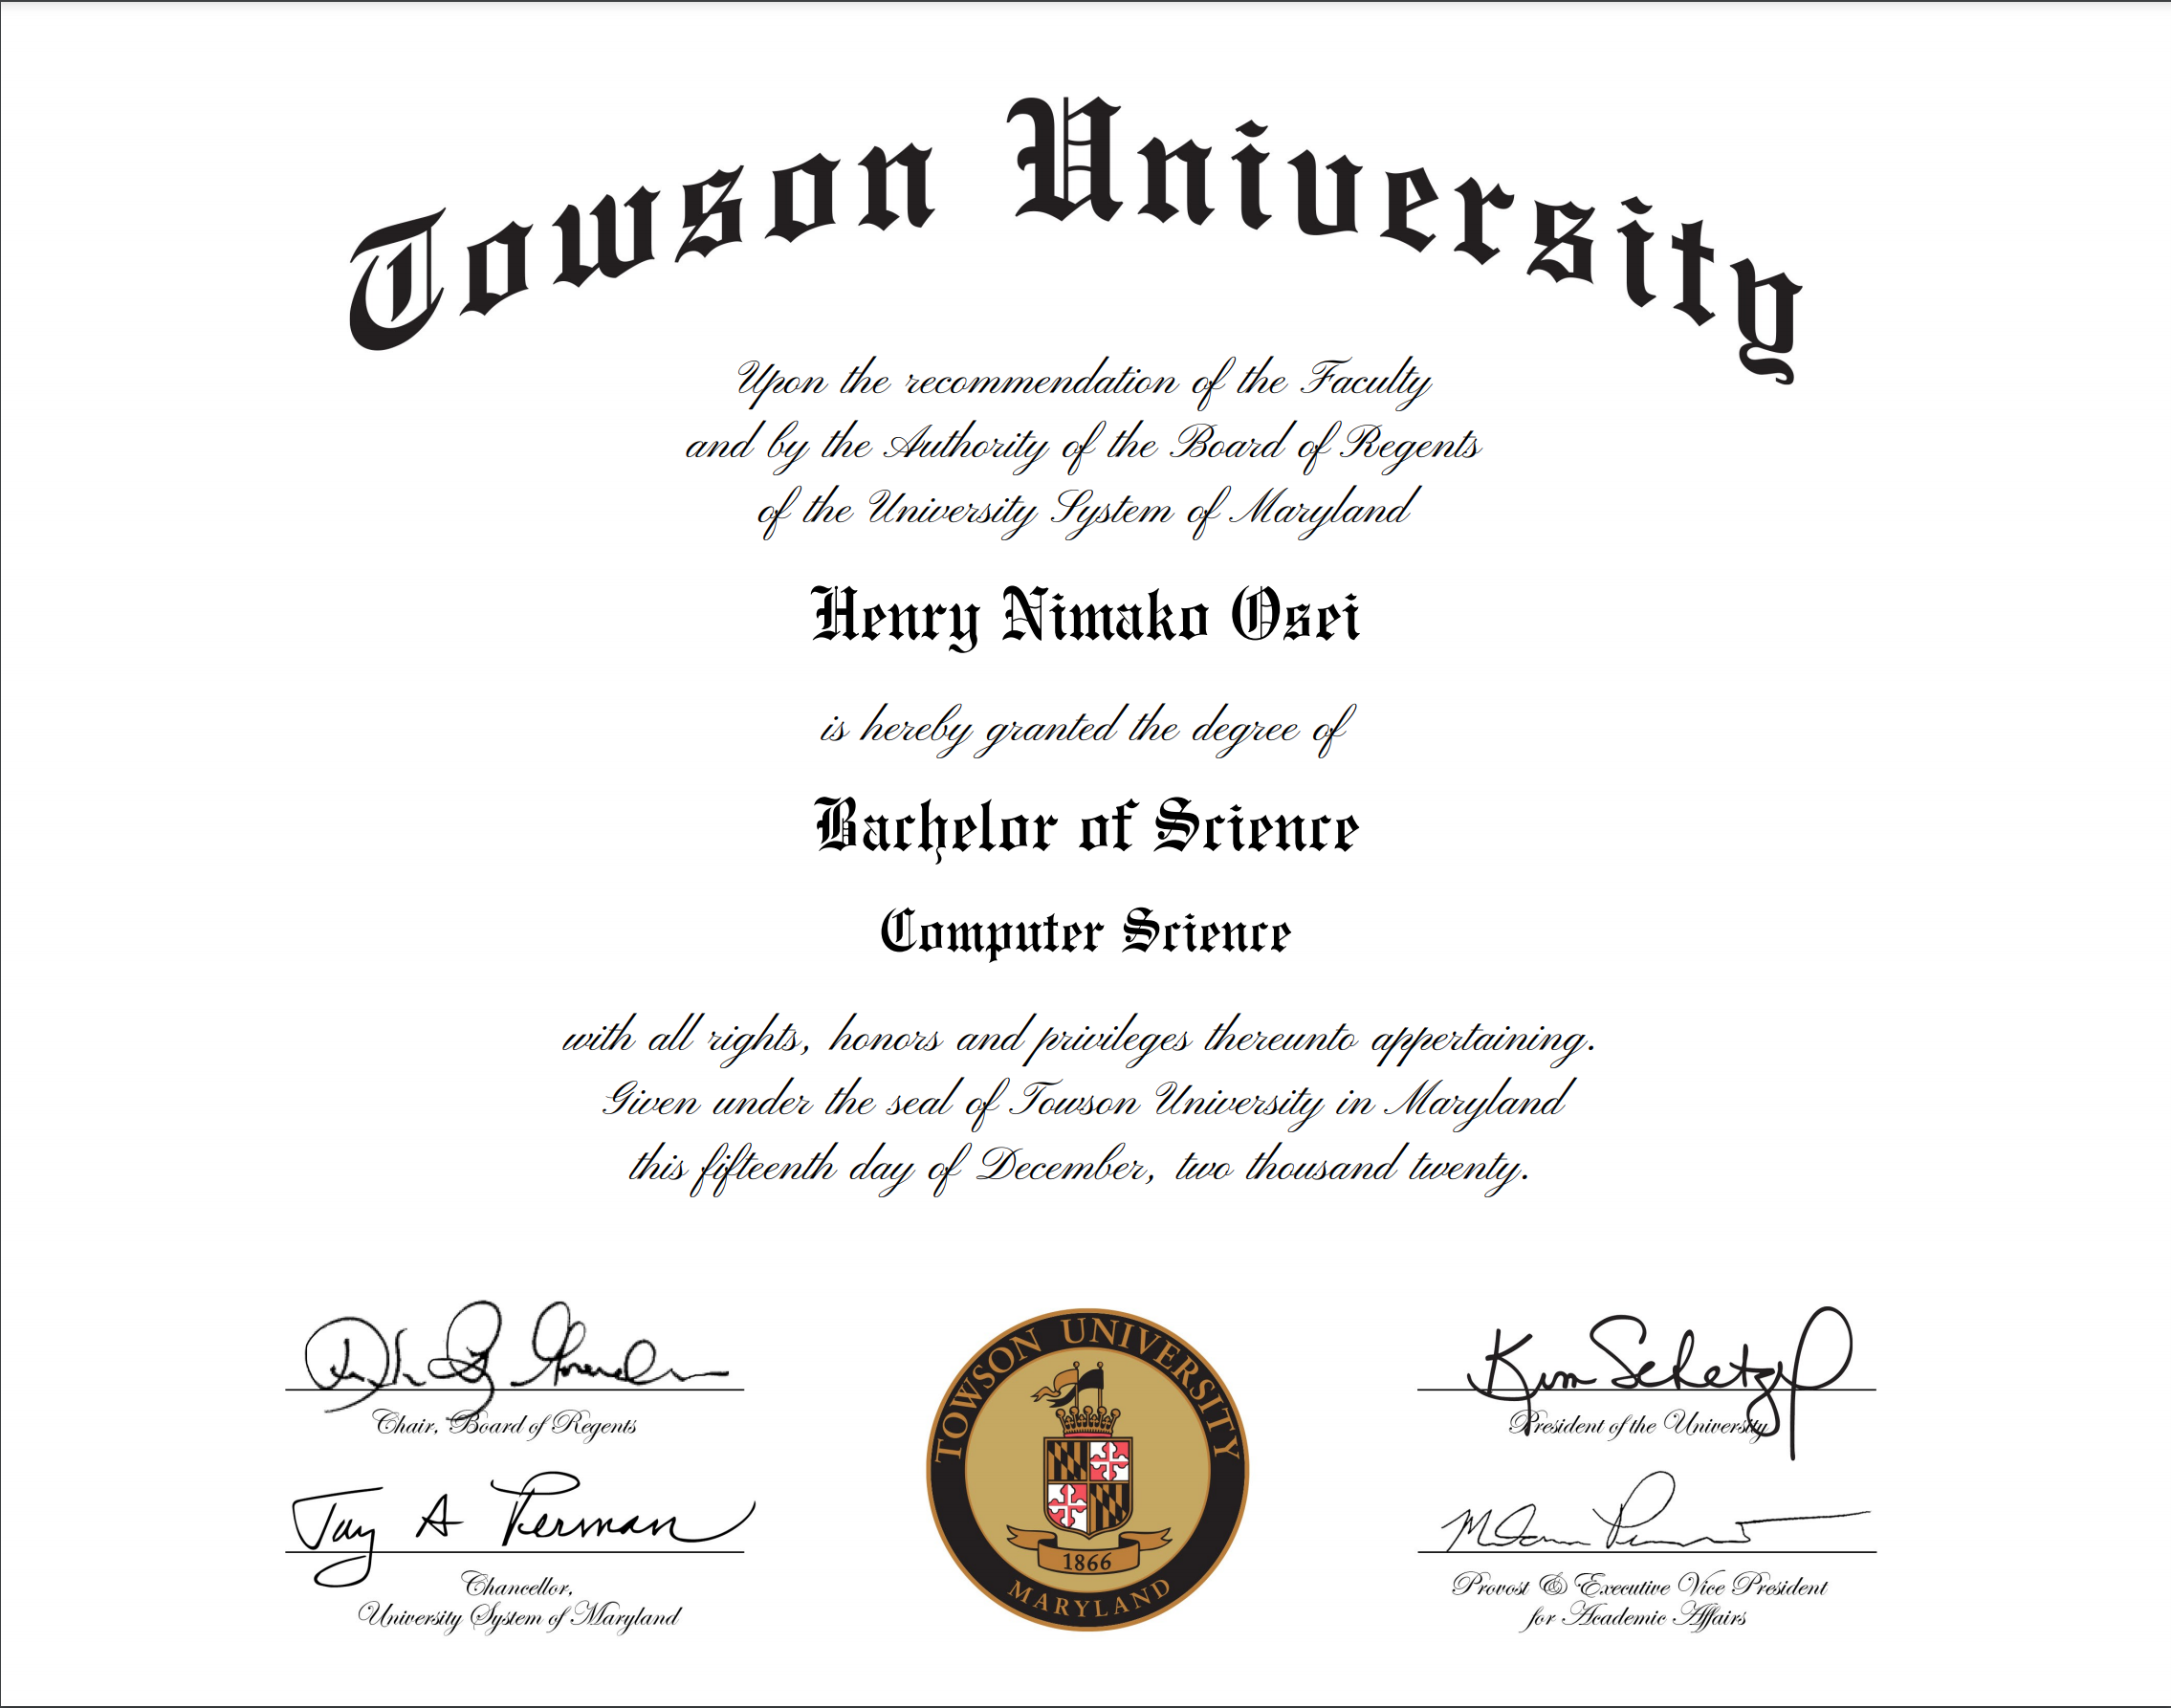 Towson University
Upon the recommendation of the Faculty
and by the Authority of the Board of Regents
of the University System of Maryland
Henry Nimako Osei
is hereby granted the degree of
Bachelor of Science
Computer Science
with all rights, honors and privileges thereunto appertaining.
Given under the seal of Towson University in Maryland
this fifteenth day of December, two thousand twenty.
Chair, Board of Regents
Jay A Perman
Chancellor,
University System of Maryland
TOWSON UNIVERSITY
1866
MARYLAND
Kim Schatzel
President of the University
Provost & Executive Vice President
for Academic Affairs